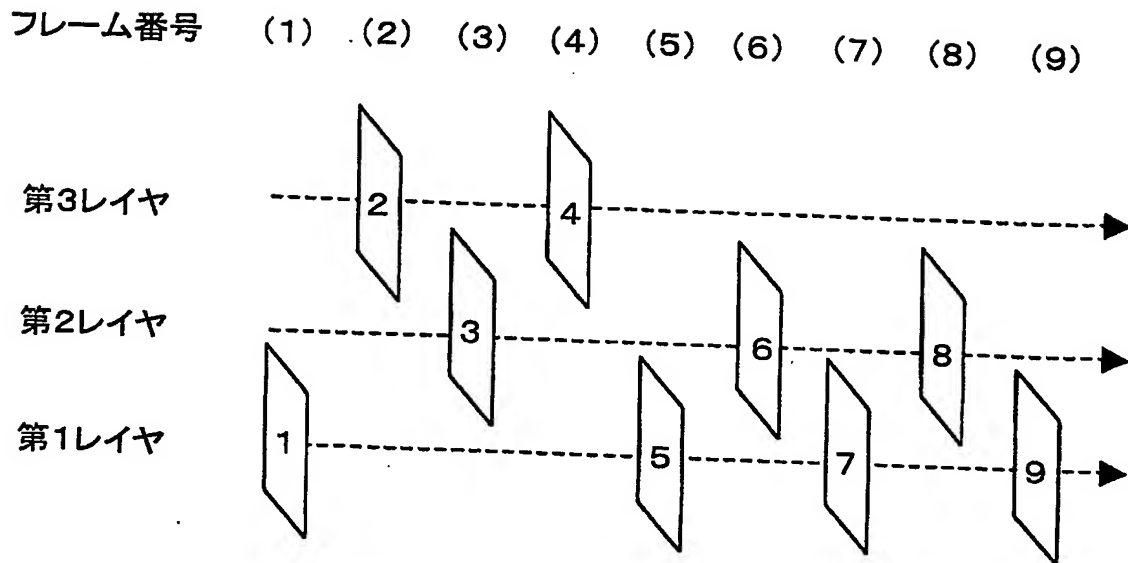 フレーム番号 (1) (2) (3) (4) (5) (6) (7) (8) (9)
第3レイヤ 2 4
第2レイヤ 3 6 8
第1レイヤ 1 5 7 9